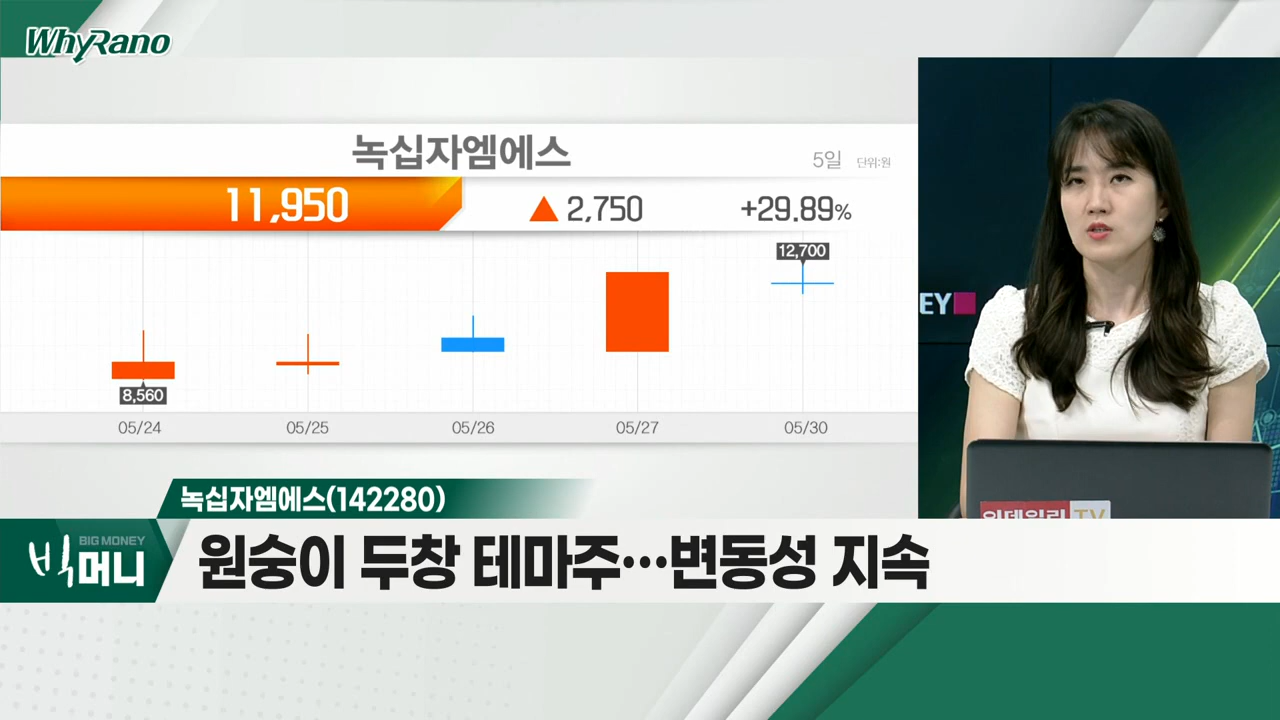 WhyRano
녹십자엠에스
5일 단위:원
11,950 ▲ 2,750 +29.89%
12,700
8,560
05/24 05/25 05/26 05/27 05/30
EY
이데일리 TV
녹십자엠에스(142280)
BIG MONEY
빅머니
원숭이 두창 테마주…변동성 지속